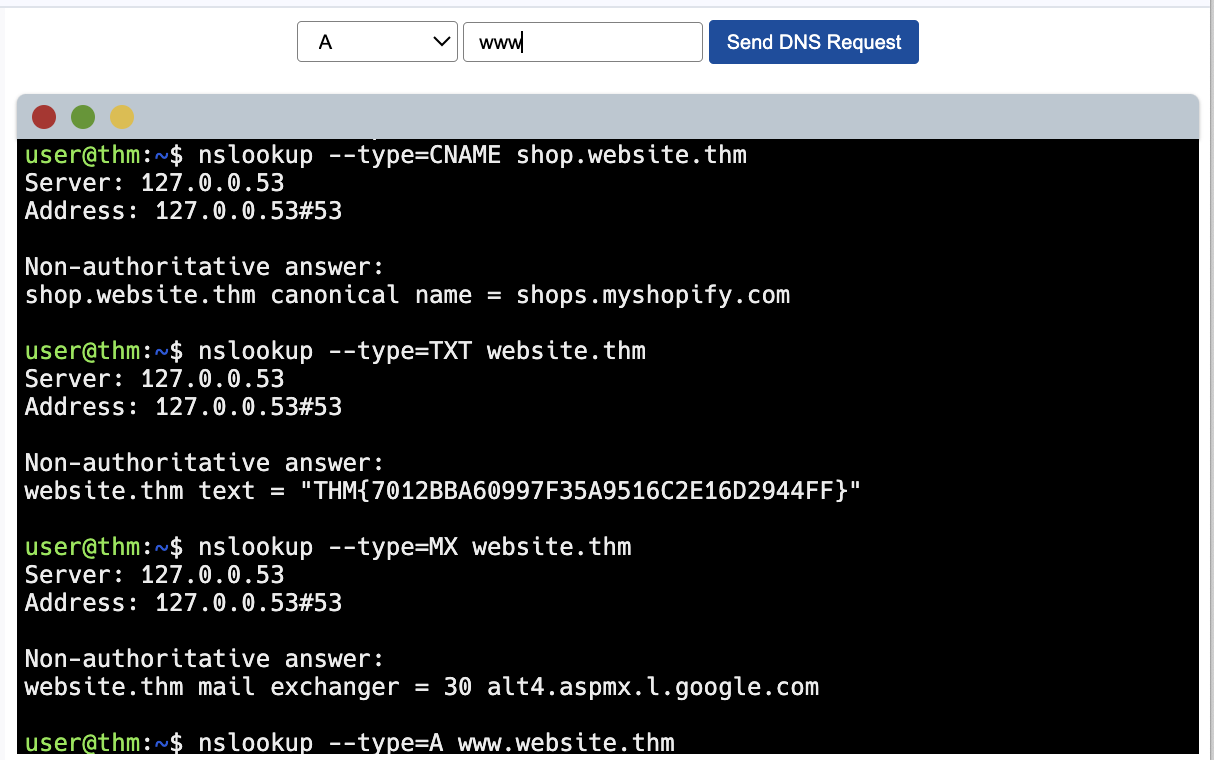 A
www
Send DNS Request
user@thm:~$ nslookup --type=CNAME shop.website.thm
Server: 127.0.0.53
Address: 127.0.0.53#53
Non-authoritative answer:
shop.website.thm canonical name = shops.myshopify.com
user@thm:~$ nslookup --type=TXT website.thm
Server: 127.0.0.53
Address: 127.0.0.53#53
Non-authoritative answer:
website.thm text = "THM{7012BBA60997F35A9516C2E16D2944FF}"
user@thm:~$ nslookup --type=MX website.thm
Server: 127.0.0.53
Address: 127.0.0.53#53
Non-authoritative answer:
website.thm mail exchanger = 30 alt4.aspmx.l.google.com
user@thm:~$ nslookup --type=A www.website.thm